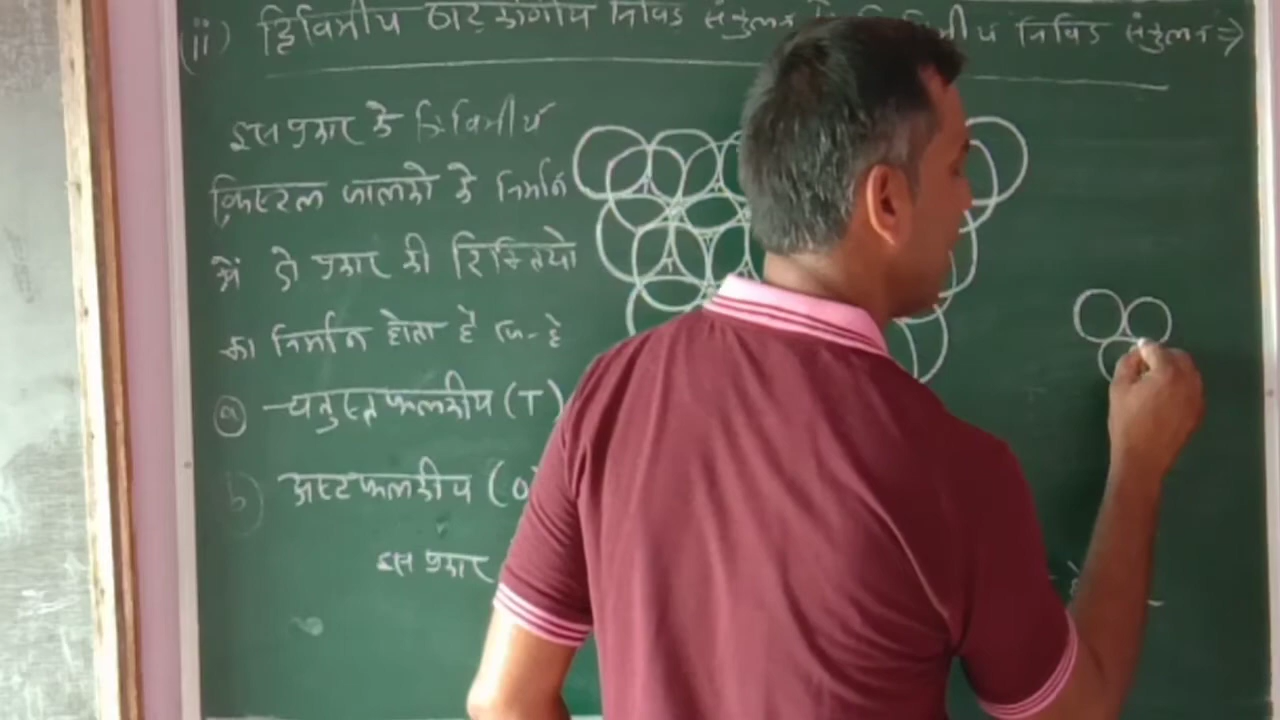 (ii) द्विविमीय षट्कोणीय निविड संकुलन से त्रिविमीय निविड संकुलन ⇒
इस प्रकार के त्रिविमीय
क्रिस्टल जालको के निर्माण
में दो प्रकार की रिक्तियो
का निर्माण होता है जिन्हे
(a) चतुस्फलकीय (T)
(b) अष्टफलकीय (O)
इस प्रकार